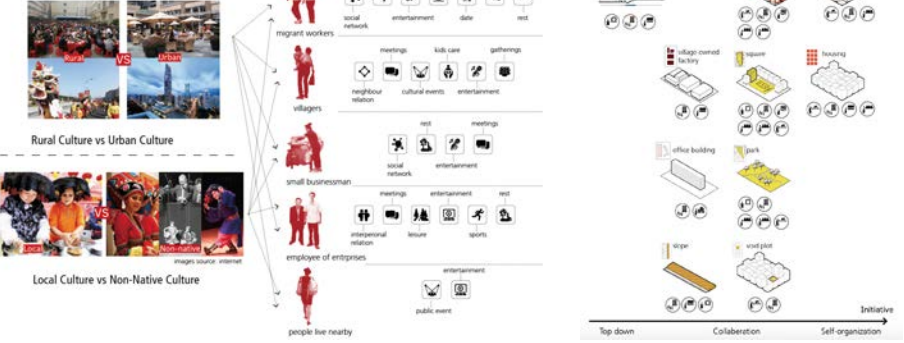 Rural
VS
Urban
Rural Culture vs Urban Culture
Local
VS
Non-native
images source: internet
Local Culture vs Non-Native Culture
social
network
entertainment
date
rest
migrant workers
meetings
kids care
gatherings
neighbour
relation
cultural events
entertainment
villagers
rest
meetings
social
network
entertainment
small businessman
meetings
entertainment
rest
interpersonal
relation
leisure
sports
employee of entrprises
entertainment
public event
people live nearby
village owned
factory
square
housing
office building
park
slope
void plot
Initiative
Top down
Collaberation
Self-organization